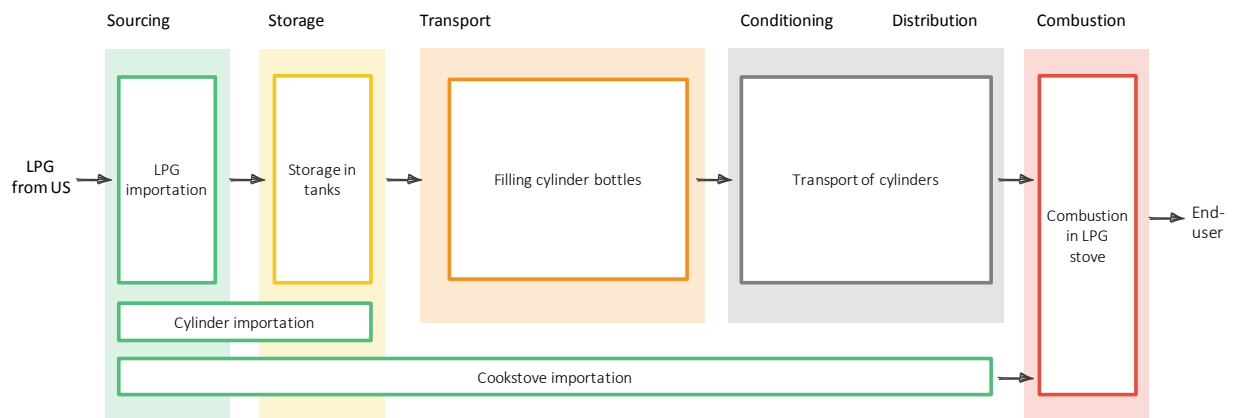 Sourcing
Storage
Transport
Conditioning
Distribution
Combustion
LPG
from US
LPG
importation
Storage in
tanks
Filling cylinder bottles
Transport of cylinders
Combustion
in LPG
stove
End-
user
Cylinder importation
Cookstove importation